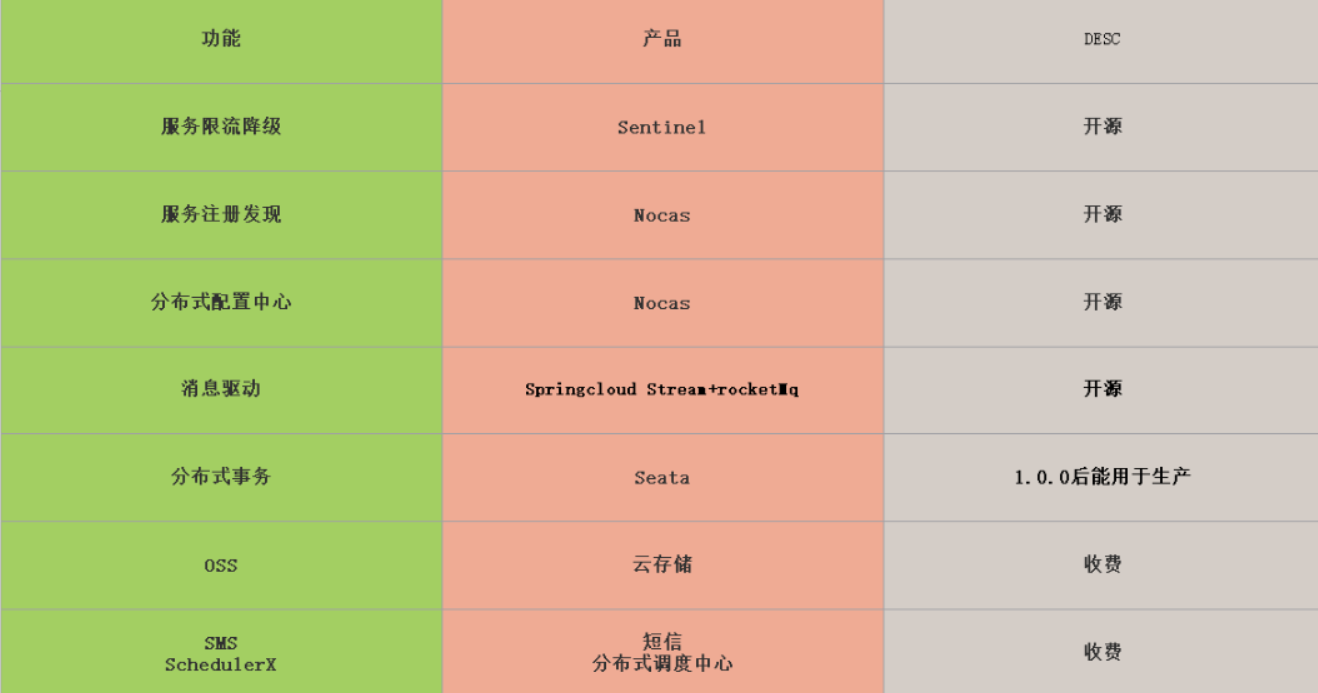 功能 产品 DESC
服务限流降级 Sentinel 开源
服务注册发现 Nocas 开源
分布式配置中心 Nocas 开源
消息驱动 Springcloud Stream+rocketMq 开源
分布式事务 Seata 1.0.0后能用于生产
OSS 云存储 收费
SMS 短信
SchedulerX 分布式调度中心 收费